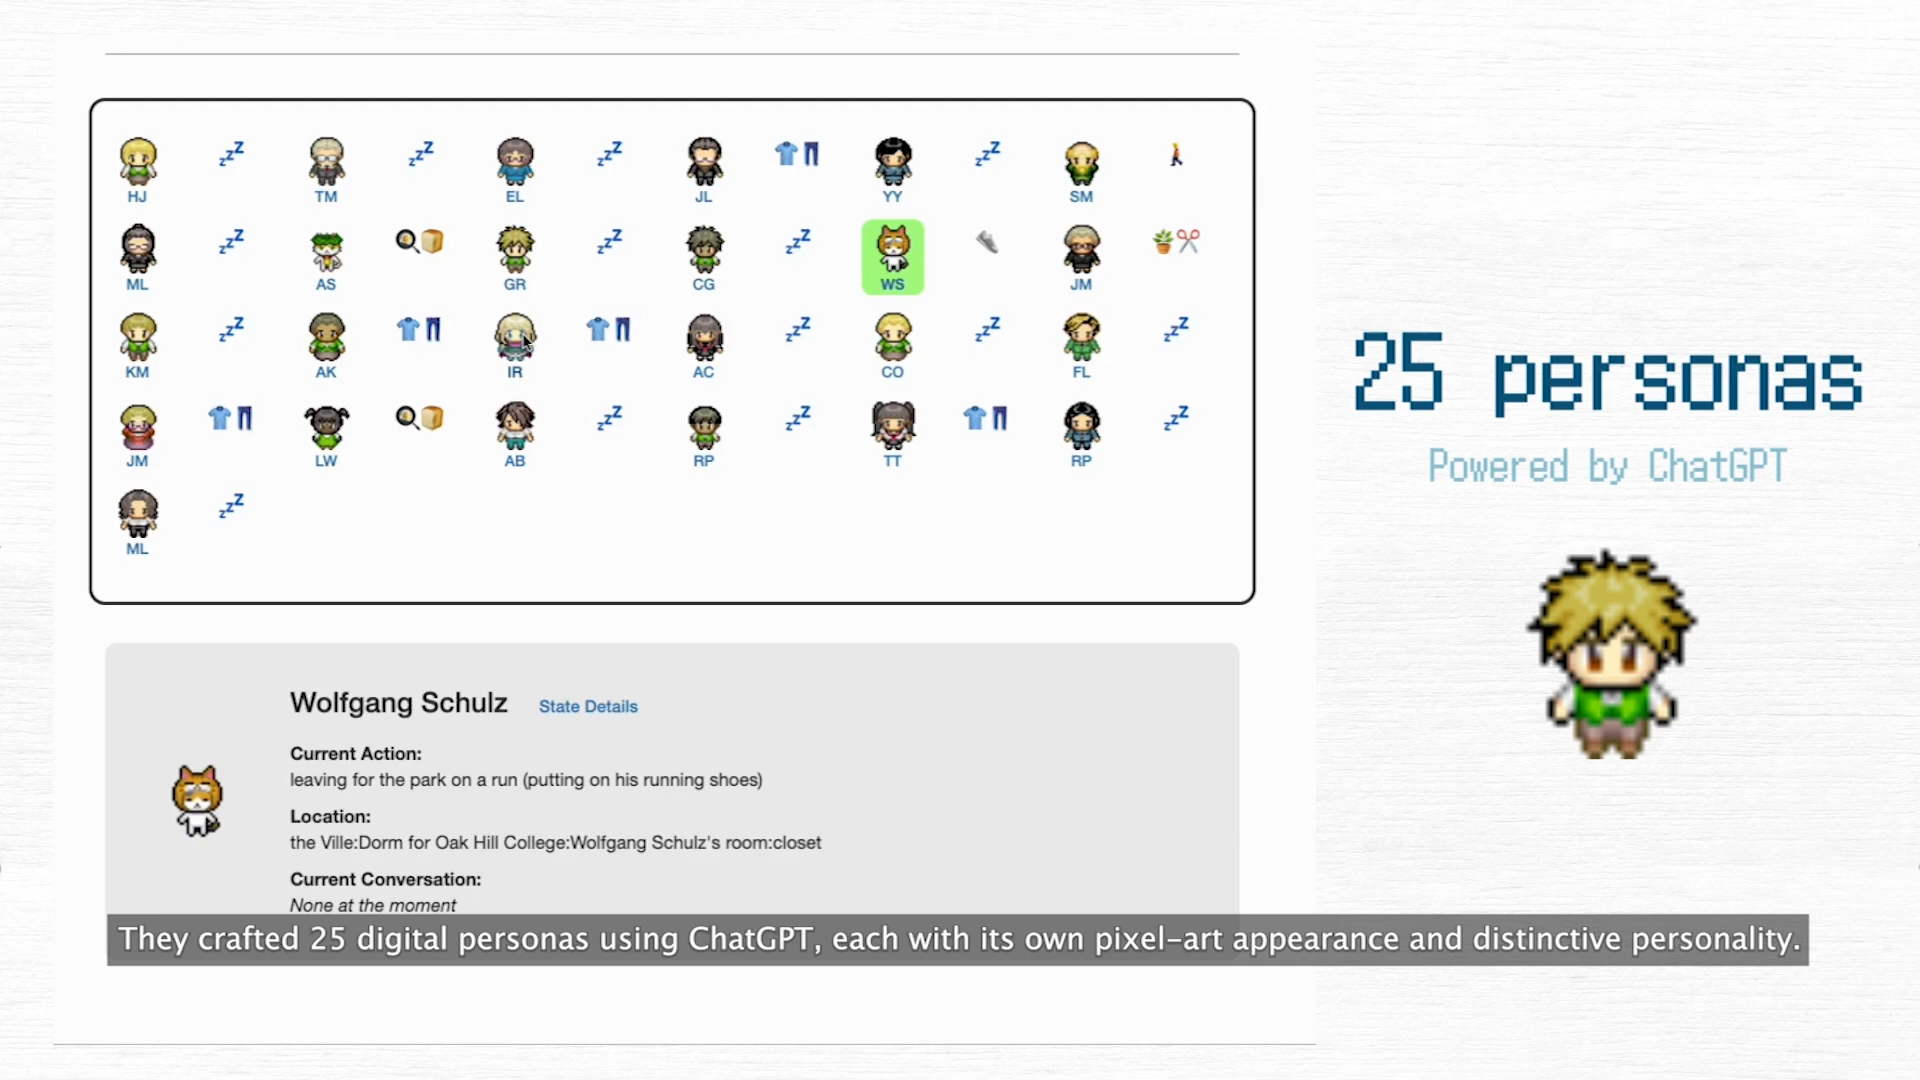 HJ TM EL JL YY SM
ML AS GR CG WS JM
KM AK IR AC CO FL
JM LW AB RP TT RP
ML
25 personas
Powered by ChatGPT
Wolfgang Schulz State Details
Current Action:
leaving for the park on a run (putting on his running shoes)
Location:
the Ville:Dorm for Oak Hill College:Wolfgang Schulz's room:closet
Current Conversation:
None at the moment
They crafted 25 digital personas using ChatGPT, each with its own pixel-art appearance and distinctive personality.